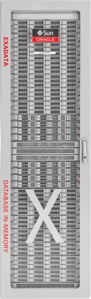 Sun
ORACLE
EXADATA
DATABASE IN-MEMORY
X